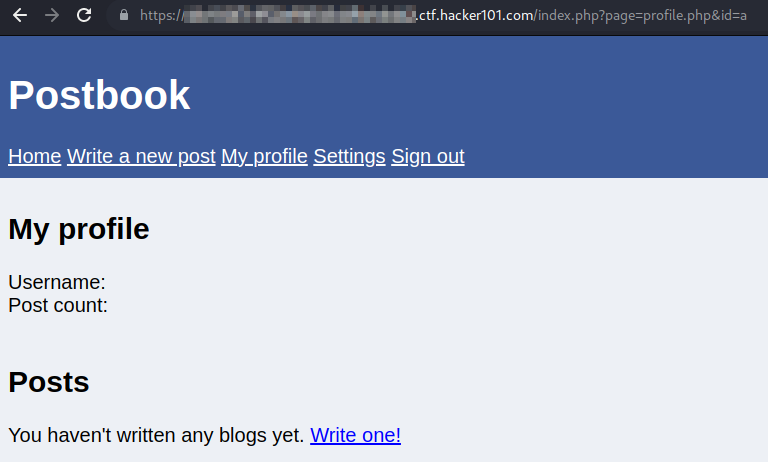 https://.ctf.hacker101.com/index.php?page=profile.php&id=a
Postbook
Home Write a new post My profile Settings Sign out
My profile
Username:
Post count:
Posts
You haven't written any blogs yet. Write one!